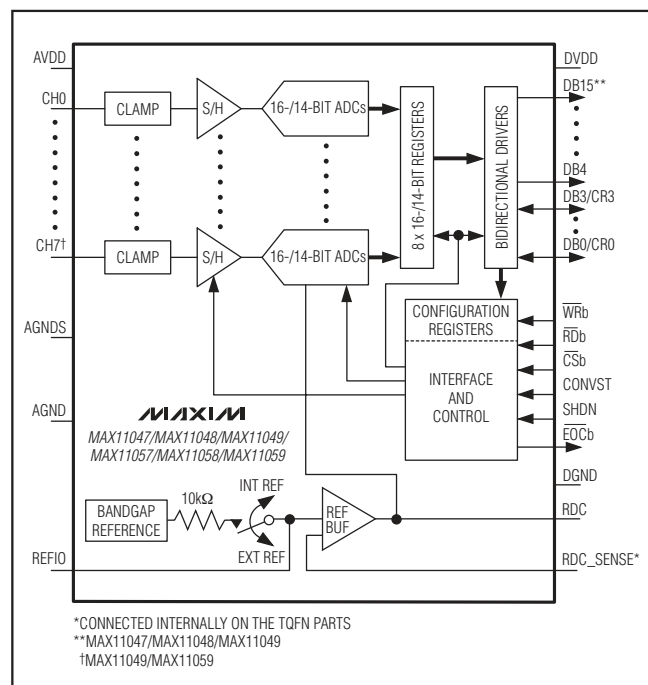 AVDD
DVDD
CH0
CLAMP
S/H
16-/14-BIT ADCs
8 x 16-/14-BIT REGISTERS
BIDIRECTIONAL DRIVERS
DB15**
DB4
DB3/CR3
DB0/CR0
CH7†
CLAMP
S/H
16-/14-BIT ADCs
CONFIGURATION
REGISTERS
INTERFACE
AND
CONTROL
WRb
RDb
CSb
CONVST
SHDN
EOCb
AGNDS
AGND
MAXIM
MAX11047/MAX11048/MAX11049/
MAX11057/MAX11058/MAX11059
DGND
BANDGAP
REFERENCE
10kΩ
INT REF
EXT REF
REF
BUF
RDC
REFIO
RDC_SENSE*
*CONNECTED INTERNALLY ON THE TQFN PARTS
**MAX11047/MAX11048/MAX11049
†MAX11049/MAX11059